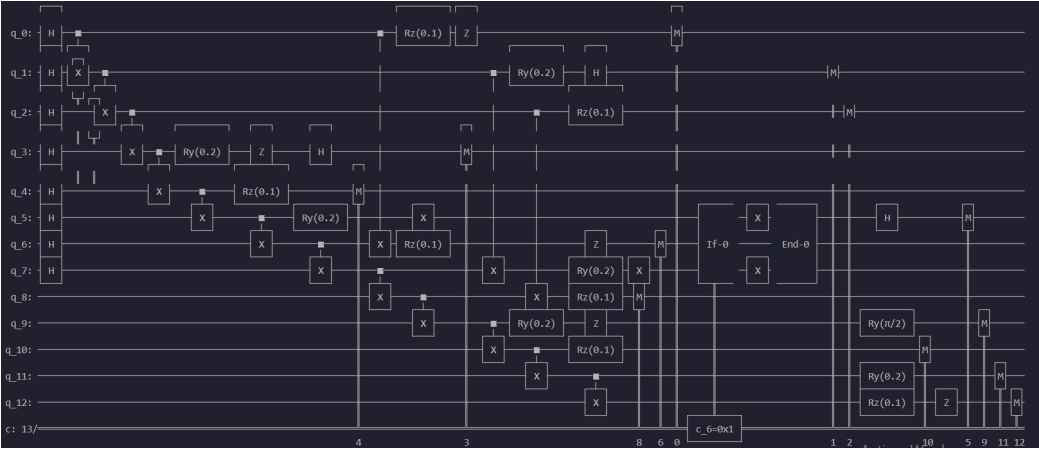 q_0: H Rz(0.1) Z M
q_1: H X Ry(0.2) H M
q_2: H X Rz(0.1) M
q_3: H X Ry(0.2) Z H M
q_4: H X Rz(0.1) M
q_5: H X Ry(0.2) X X H M
q_6: H X X Rz(0.1) Z M If-0 End-0
q_7: H X X Ry(0.2) X X
q_8: X X Rz(0.1) M
q_9: X Ry(0.2) Z Ry(π/2) M
q_10: X Rz(0.1) M
q_11: X Ry(0.2) M
q_12: X Rz(0.1) Z M
c: 13/ c_6=0x1
4 3 8 6 0 1 2 10 5 9 11 12